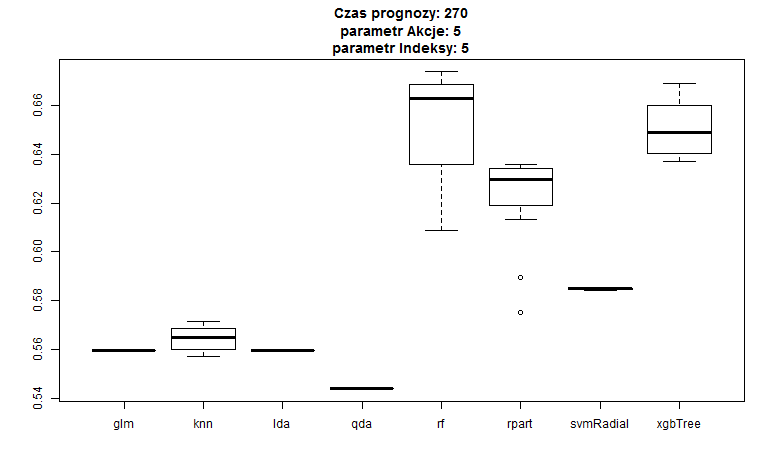 Czas prognozy: 270
parametr Akcje: 5
parametr Indeksy: 5
0.66
0.64
0.62
0.60
0.58
0.56
0.54
glm knn lda qda rf rpart svmRadial xgbTree